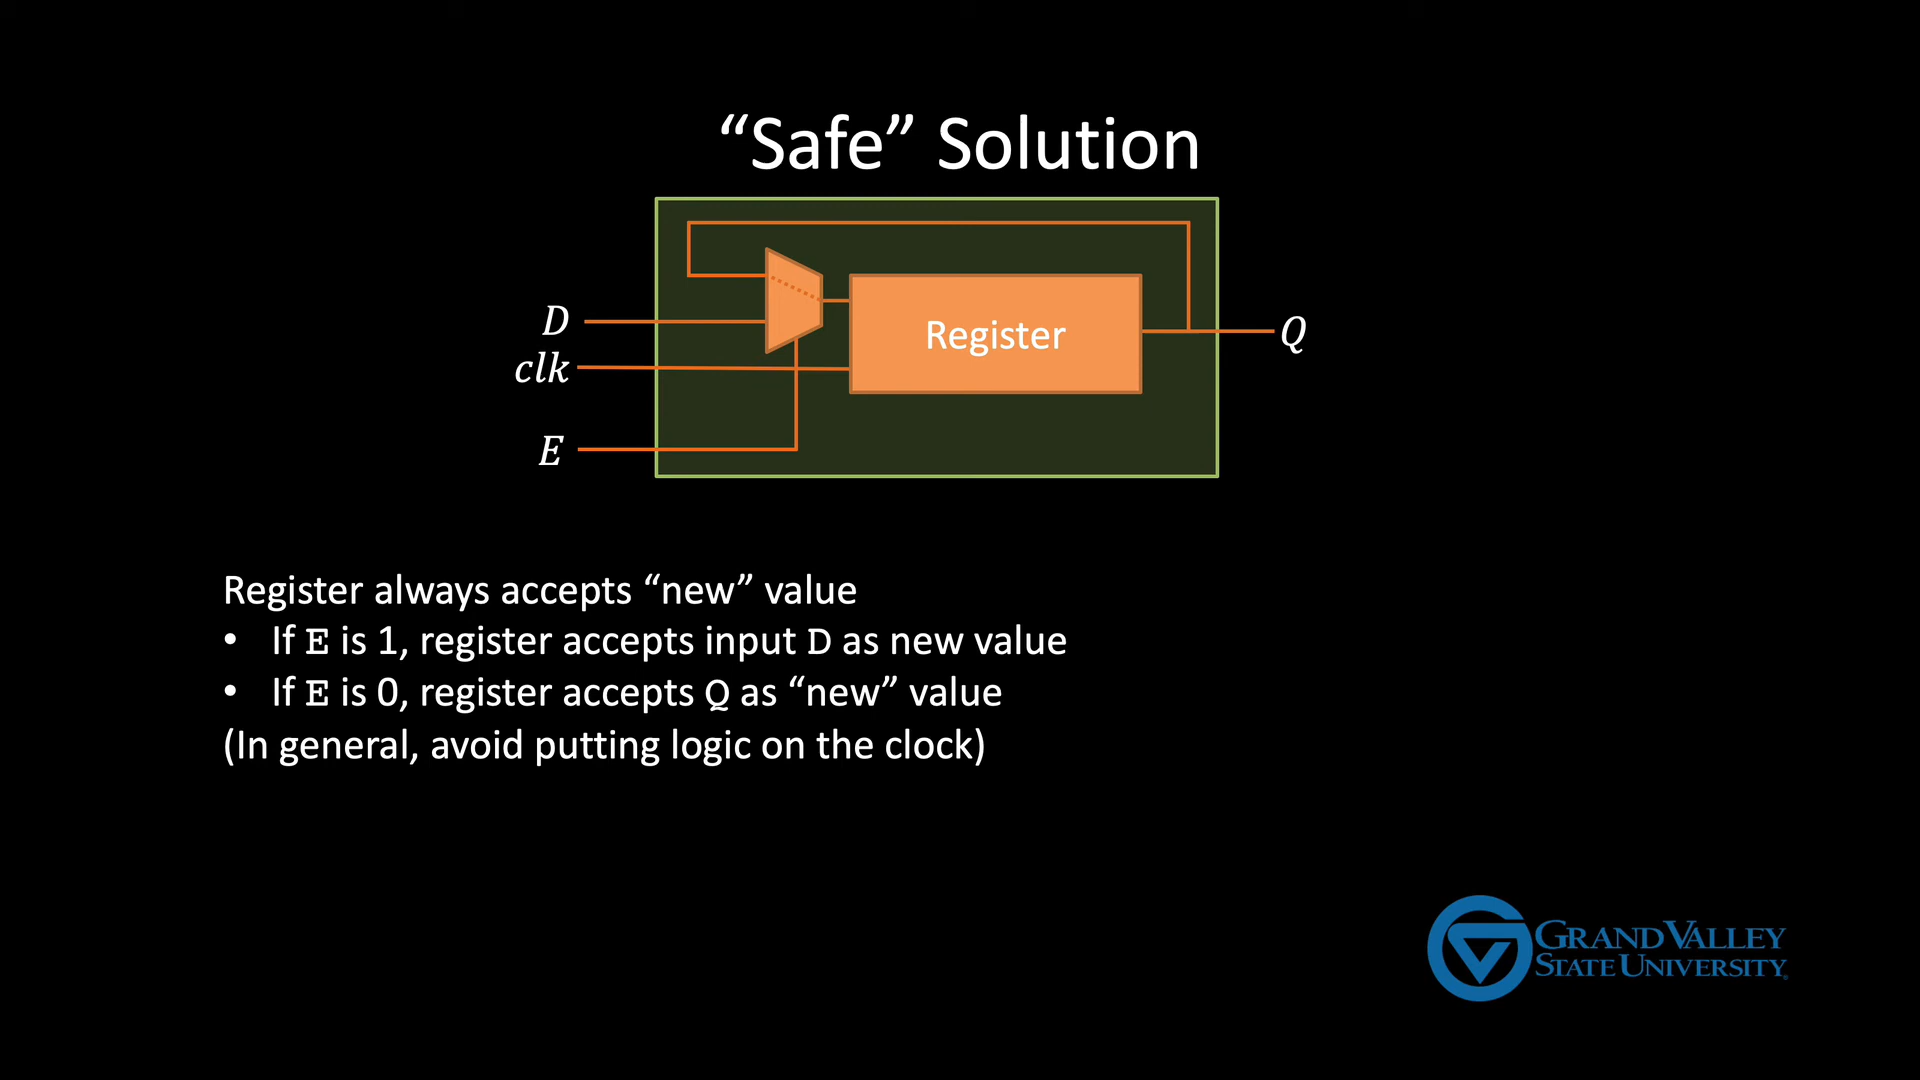 “Safe” Solution
D
clk
E
Register
Q
Register always accepts “new” value
• If E is 1, register accepts input D as new value
• If E is 0, register accepts Q as “new” value
(In general, avoid putting logic on the clock)
GRAND VALLEY
STATE UNIVERSITY